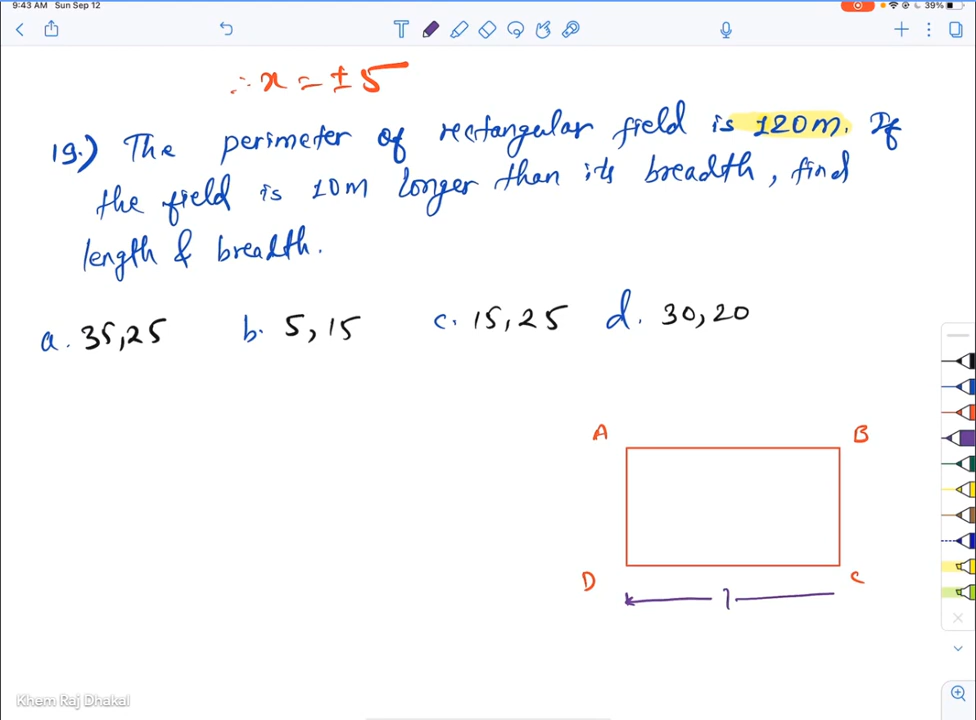 9:43 AM Sun Sep 12
39%
∴ x = ±5
19.) The perimeter of rectangular field is 120m. If
the field is 10m longer than its breadth, find
length & breadth.
a. 35,25 b. 5, 15 c. 15, 25 d. 30, 20
A B
D C
l
Khem Raj Dhakal